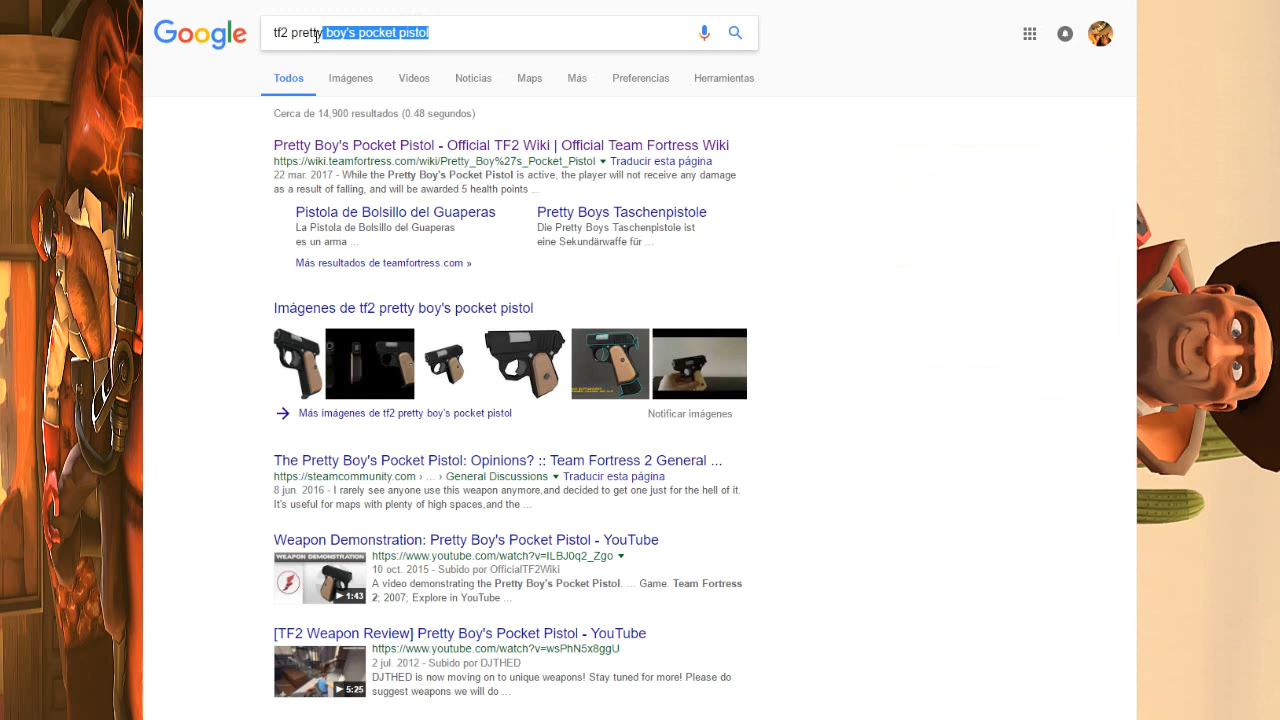 Google
tf2 pretty boy's pocket pistol
Todos Imágenes Videos Noticias Maps Más Preferencias Herramientas
Cerca de 14,900 resultados (0.48 segundos)
Pretty Boy's Pocket Pistol - Official TF2 Wiki | Official Team Fortress Wiki
https://wiki.teamfortress.com/wiki/Pretty_Boy%27s_Pocket_Pistol ▾ Traducir esta página
22 mar. 2017 - While the Pretty Boy's Pocket Pistol is active, the player will not receive any damage
as a result of falling, and will be awarded 5 health points ...
Pistola de Bolsillo del Guaperas
La Pistola de Bolsillo del Guaperas
es un arma ...
Pretty Boys Taschenpistole
Die Pretty Boys Taschenpistole ist
eine Sekundärwaffe für ...
Más resultados de teamfortress.com »
Imágenes de tf2 pretty boy's pocket pistol
Más imágenes de tf2 pretty boy's pocket pistol
Notificar imágenes
The Pretty Boy's Pocket Pistol: Opinions? :: Team Fortress 2 General ...
https://steamcommunity.com › ... › General Discussions ▾ Traducir esta página
8 jun. 2016 - I rarely see anyone use this weapon anymore,and decided to get one just for the hell of it.
It's useful for maps with plenty of high spaces,and the ...
Weapon Demonstration: Pretty Boy's Pocket Pistol - YouTube
WEAPON DEMONSTRATION
1:43
https://www.youtube.com/watch?v=ILBJ0q2_Zgo ▾
10 oct. 2015 - Subido por OfficialTF2Wiki
A video demonstrating the Pretty Boy's Pocket Pistol. ... Game. Team Fortress
2; 2007; Explore in YouTube ...
[TF2 Weapon Review] Pretty Boy's Pocket Pistol - YouTube
5:25
https://www.youtube.com/watch?v=wsPhN5x8ggU
2 jul. 2012 - Subido por DJTHED
DJTHED is now moving on to unique weapons! Stay tuned for more! Please do
suggest weapons we will do ...